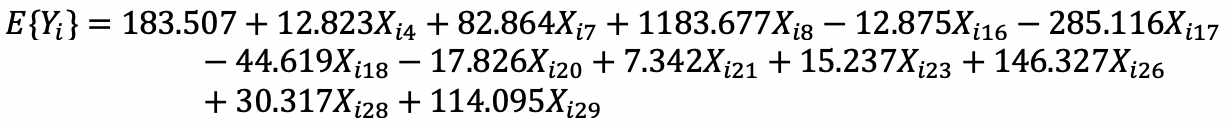 E{Yᵢ} = 183.507 + 12.823Xᵢ₄ + 82.864Xᵢ₇ + 1183.677Xᵢ₈ − 12.875Xᵢ₁₆ − 285.116Xᵢ₁₇
− 44.619Xᵢ₁₈ − 17.826Xᵢ₂₀ + 7.342Xᵢ₂₁ + 15.237Xᵢ₂₃ + 146.327Xᵢ₂₆
+ 30.317Xᵢ₂₈ + 114.095Xᵢ₂₉